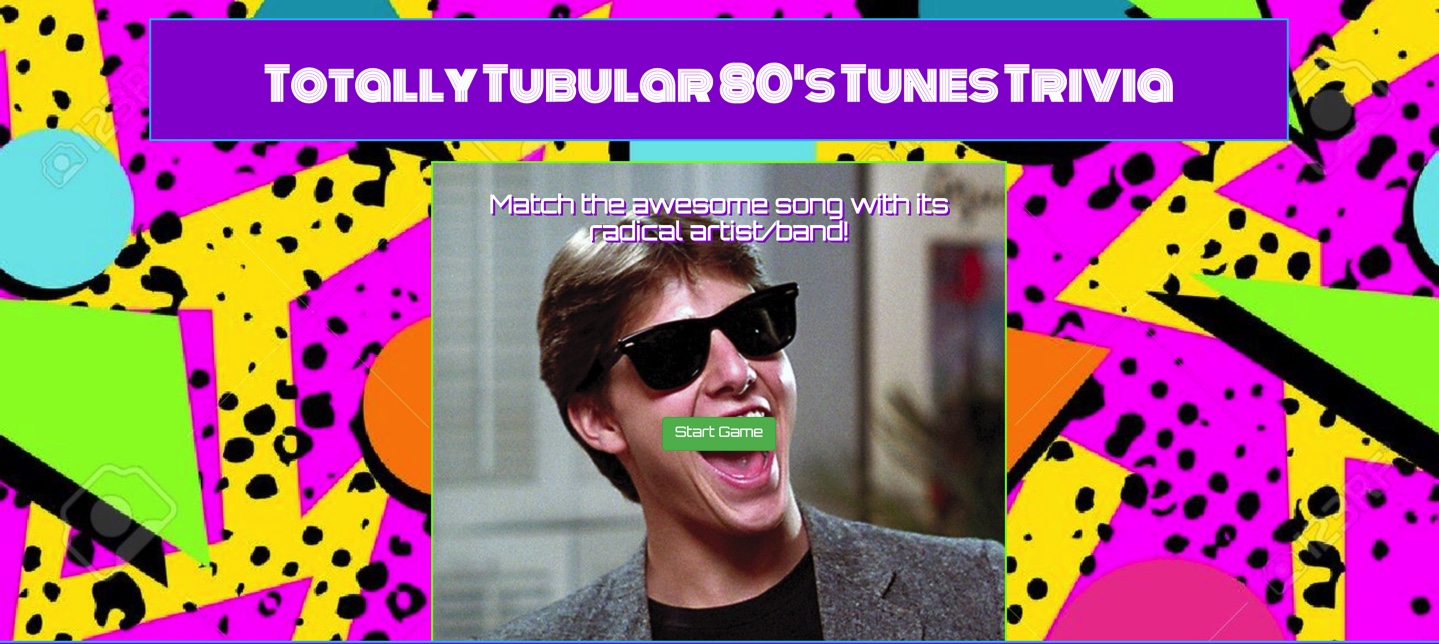 Totally Tubular 80's Tunes Trivia
Match the awesome song with its
radical artist/band!
Start Game